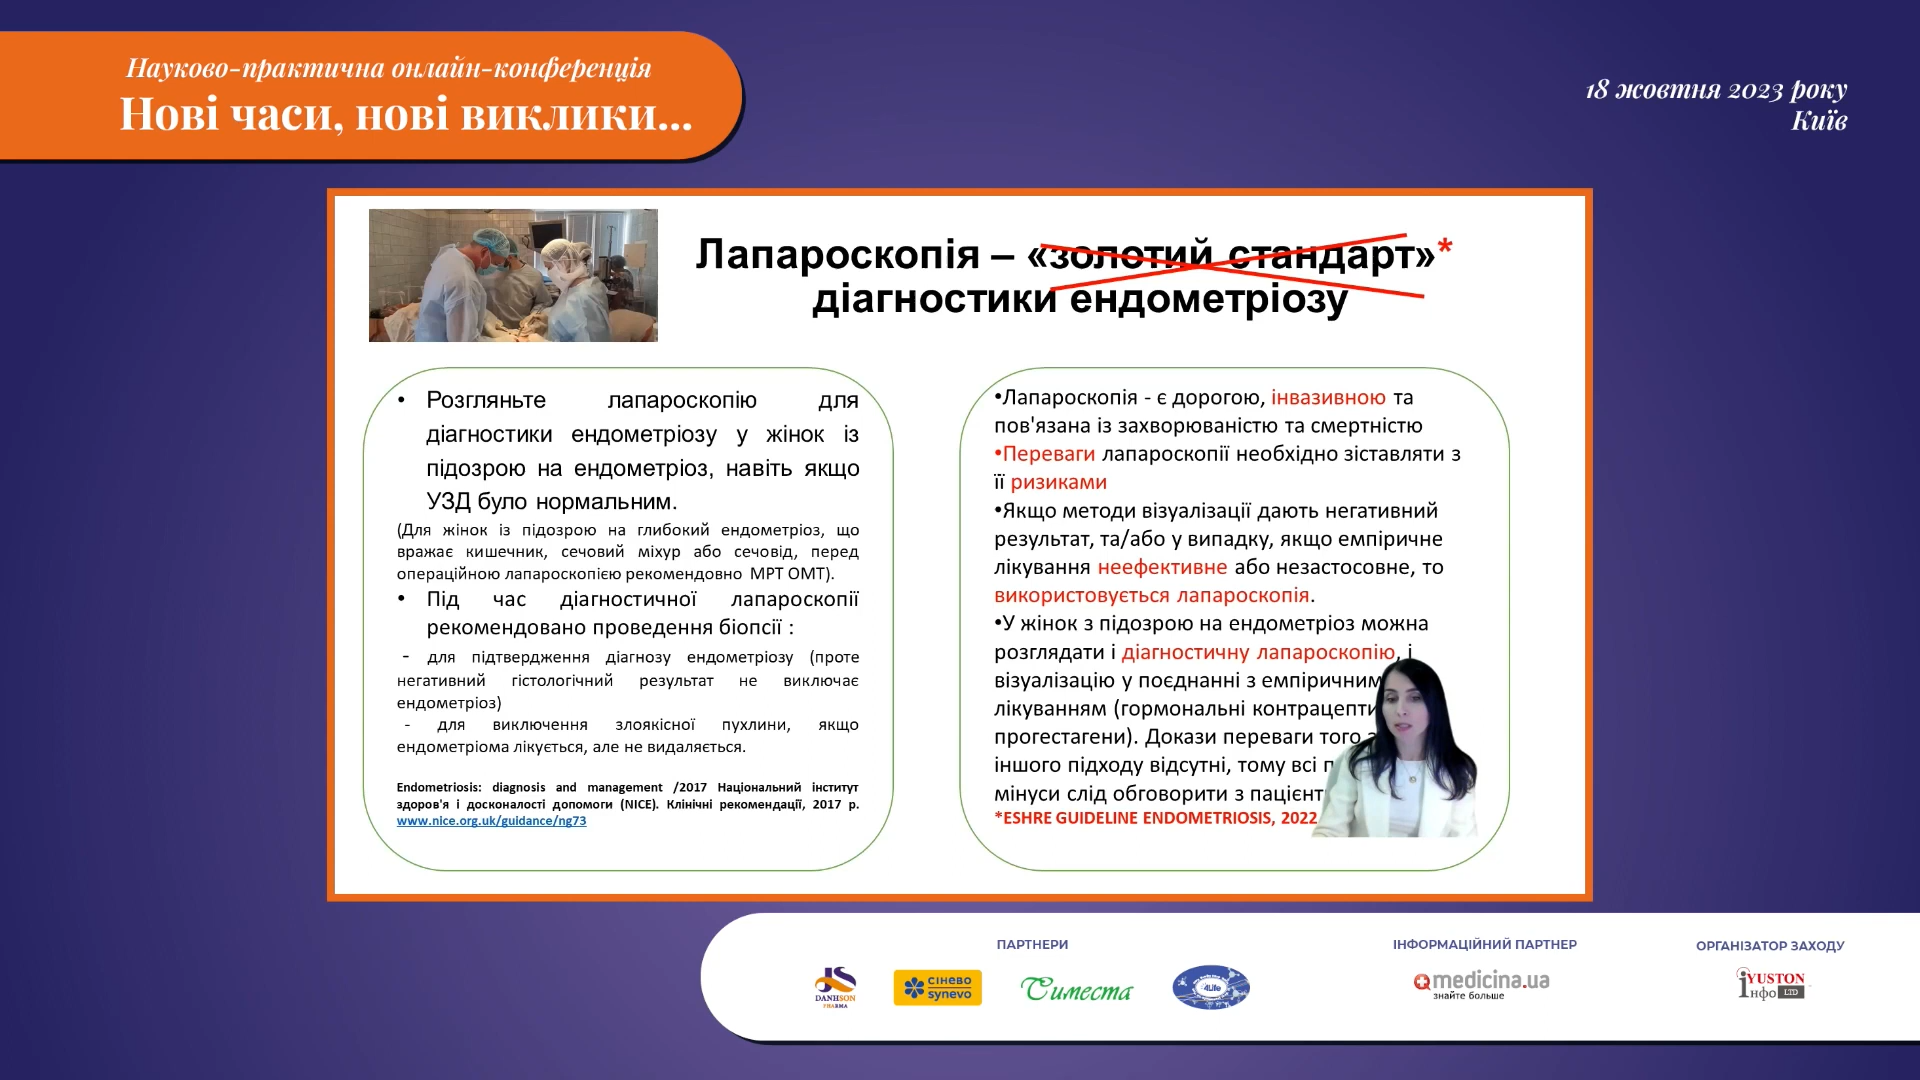 Науково-практична онлайн-конференція
Нові часи, нові виклики...
18 жовтня 2023 року
Київ
Лапароскопія – «золотий стандарт»*
діагностики ендометріозу
• Розгляньте лапароскопію для
діагностики ендометріозу у жінок із
підозрою на ендометріоз, навіть якщо
УЗД було нормальним.
(Для жінок із підозрою на глибокий ендометріоз, що
вражає кишечник, сечовий міхур або сечовід, перед
операційною лапароскопією рекомендовно МРТ ОМТ).
• Під час діагностичної лапароскопії
рекомендовано проведення біопсії :
- для підтвердження діагнозу ендометріозу (проте
негативний гістологічний результат не виключає
ендометріоз)
- для виключення злоякісної пухлини, якщо
ендометріома лікується, але не видаляється.
Endometriosis: diagnosis and management /2017 Національний інститут
здоров'я і досконалості допомоги (NICE). Клінічні рекомендації, 2017 р.
www.nice.org.uk/guidance/ng73
•Лапароскопія - є дорогою, інвазивною та
пов'язана із захворюваністю та смертністю
•Переваги лапароскопії необхідно зіставляти з
її ризиками
•Якщо методи візуалізації дають негативний
результат, та/або у випадку, якщо емпіричне
лікування неефективне або незастосовне, то
використовується лапароскопія.
•У жінок з підозрою на ендометріоз можна
розглядати і діагностичну лапароскопію, і
візуалізацію у поєднанні з емпіричним
лікуванням (гормональні
прогестагени). Докази переваги того
іншого підходу відсутні, тому всі
мінуси слід обговорити з
*ESHRE GUIDELINE ENDOMETRIOSIS, 2022
ПАРТНЕРИ
ІНФОРМАЦІЙНИЙ ПАРТНЕР
ОРГАНІЗАТОР ЗАХОДУ
DANHSON
PHARMA
сінево
synevo
Симеста
4Life
medicina.ua
знайте больше
YUSTON
iнфо LTD